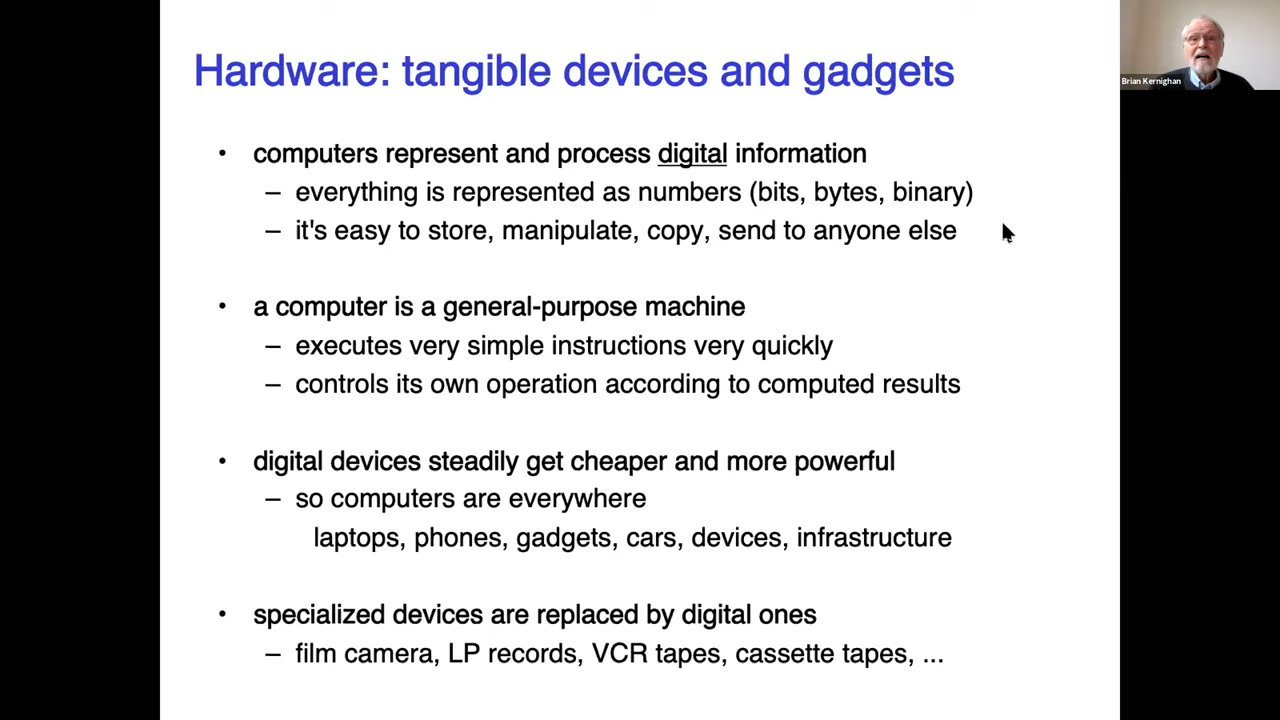 Hardware: tangible devices and gadgets
Brian Kernighan
• computers represent and process digital information
– everything is represented as numbers (bits, bytes, binary)
– it's easy to store, manipulate, copy, send to anyone else
• a computer is a general-purpose machine
– executes very simple instructions very quickly
– controls its own operation according to computed results
• digital devices steadily get cheaper and more powerful
– so computers are everywhere
laptops, phones, gadgets, cars, devices, infrastructure
• specialized devices are replaced by digital ones
– film camera, LP records, VCR tapes, cassette tapes, ...